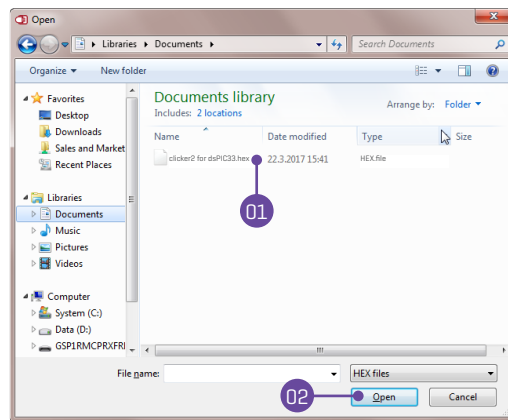 Open
Libraries
Documents
Search Documents
Organize
New folder
Favorites
Desktop
Downloads
Sales and Market
Recent Places
Libraries
Documents
Music
Pictures
Videos
Computer
System (C:)
Data (D:)
GSP1RMCPRXFRI
Documents library
Includes: 2 locations
Arrange by: Folder
Name Date modified Type Size
clicker2 for dsPIC33.hex 22.3.2017 15:41 HEX.file
01
File name:
HEX files
02
Open Cancel